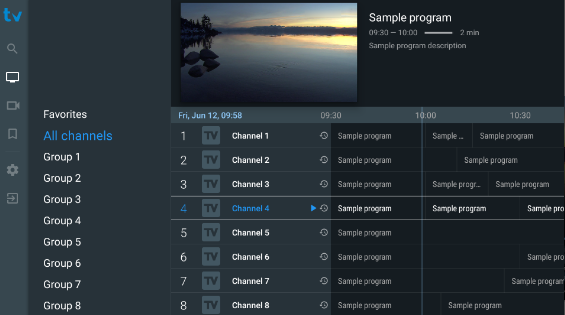 tv
Sample program
09:30 — 10:00 2 min
Sample program description
Favorites
All channels
Group 1
Group 2
Group 3
Group 4
Group 5
Group 6
Group 7
Group 8
Fri, Jun 12, 09:58 09:30 10:00 10:30
1 TV Channel 1 Sample program Sample ... Sample program
2 TV Channel 2 Sample program Sample program
3 TV Channel 3 Sample program Sample progr... Sample program
4 TV Channel 4 Sample program Sample program Sample pro
5 TV Channel 5 Sample program
6 TV Channel 6 Sample program Sample pro
7 TV Channel 7 Sample program Sample program
8 TV Channel 8 Sample program Sample program